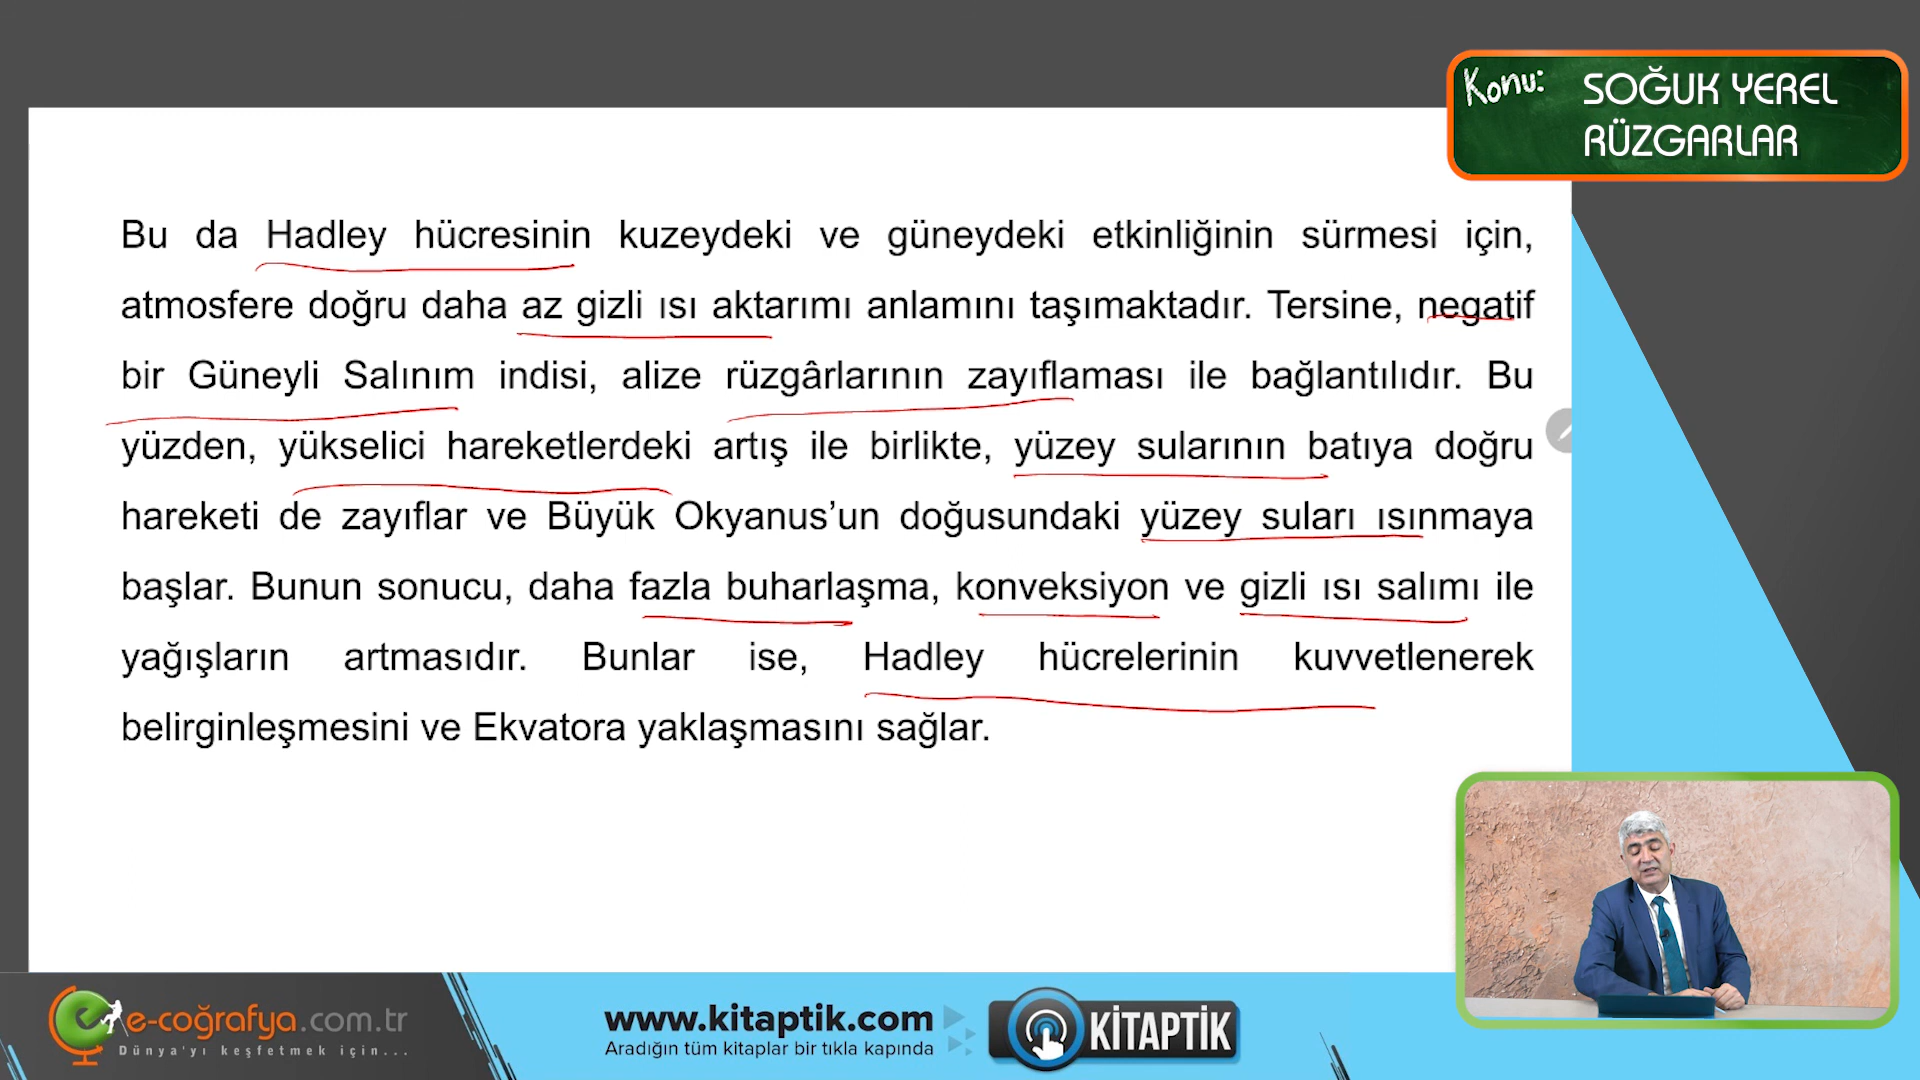 Konu:
SOĞUK YEREL
RÜZGARLAR
Bu da Hadley hücresinin kuzeydeki ve güneydeki etkinliğinin sürmesi için,
atmosfere doğru daha az gizli ısı aktarımı anlamını taşımaktadır. Tersine, negatif
bir Güneyli Salınım indisi, alize rüzgârlarının zayıflaması ile bağlantılıdır. Bu
yüzden, yükselici hareketlerdeki artış ile birlikte, yüzey sularının batıya doğru
hareketi de zayıflar ve Büyük Okyanus’un doğusundaki yüzey suları ısınmaya
başlar. Bunun sonucu, daha fazla buharlaşma, konveksiyon ve gizli ısı salımı ile
yağışların artmasıdır. Bunlar ise, Hadley hücrelerinin kuvvetlenerek
belirginleşmesini ve Ekvatora yaklaşmasını sağlar.
e-coğrafya.com.tr
Dünya'yı keşfetmek için...
www.kitaptik.com
Aradığın tüm kitaplar bir tıkla kapında
KİTAPTIK